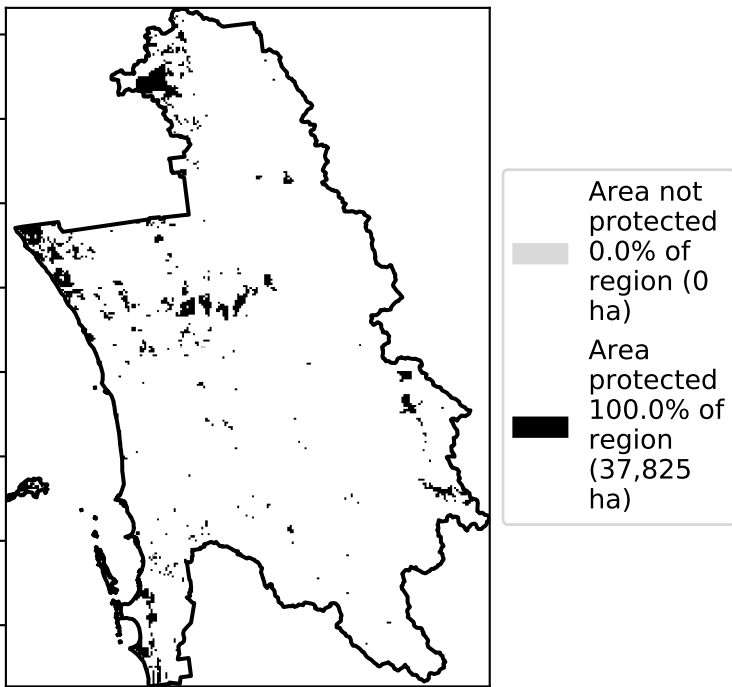 Area not
protected
0.0% of
region (0
ha)
Area
protected
100.0% of
region
(37,825
ha)